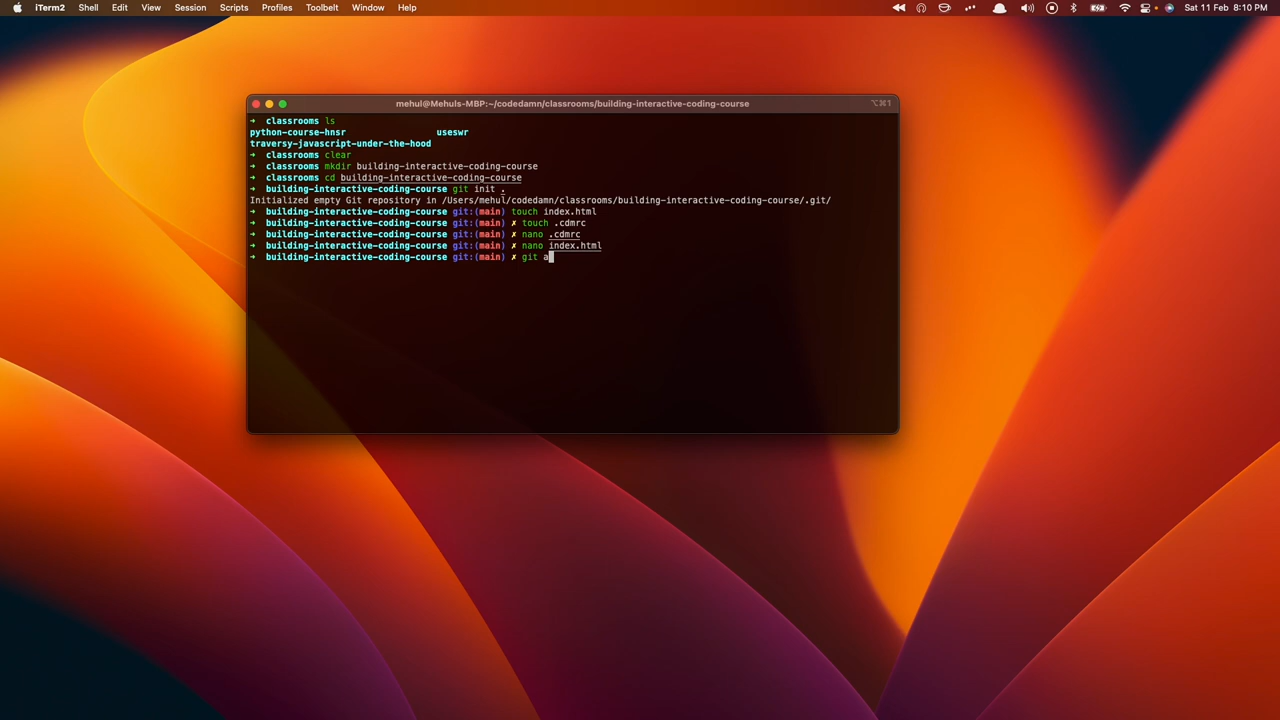 iTerm2 Shell Edit View Session Scripts Profiles Toolbelt Window Help Sat 11 Feb 8:10 PM
mehul@Mehuls-MBP:~/codedamn/classrooms/building-interactive-coding-course ⌥⌘1
➜ classrooms ls
python-course-hnsr useswr
traversy-javascript-under-the-hood
➜ classrooms clear
➜ classrooms mkdir building-interactive-coding-course
➜ classrooms cd building-interactive-coding-course
➜ building-interactive-coding-course git init .
Initialized empty Git repository in /Users/mehul/codedamn/classrooms/building-interactive-coding-course/.git/
➜ building-interactive-coding-course git:(main) touch index.html
➜ building-interactive-coding-course git:(main) ✗ touch .cdmrc
➜ building-interactive-coding-course git:(main) ✗ nano .cdmrc
➜ building-interactive-coding-course git:(main) ✗ nano index.html
➜ building-interactive-coding-course git:(main) ✗ git a